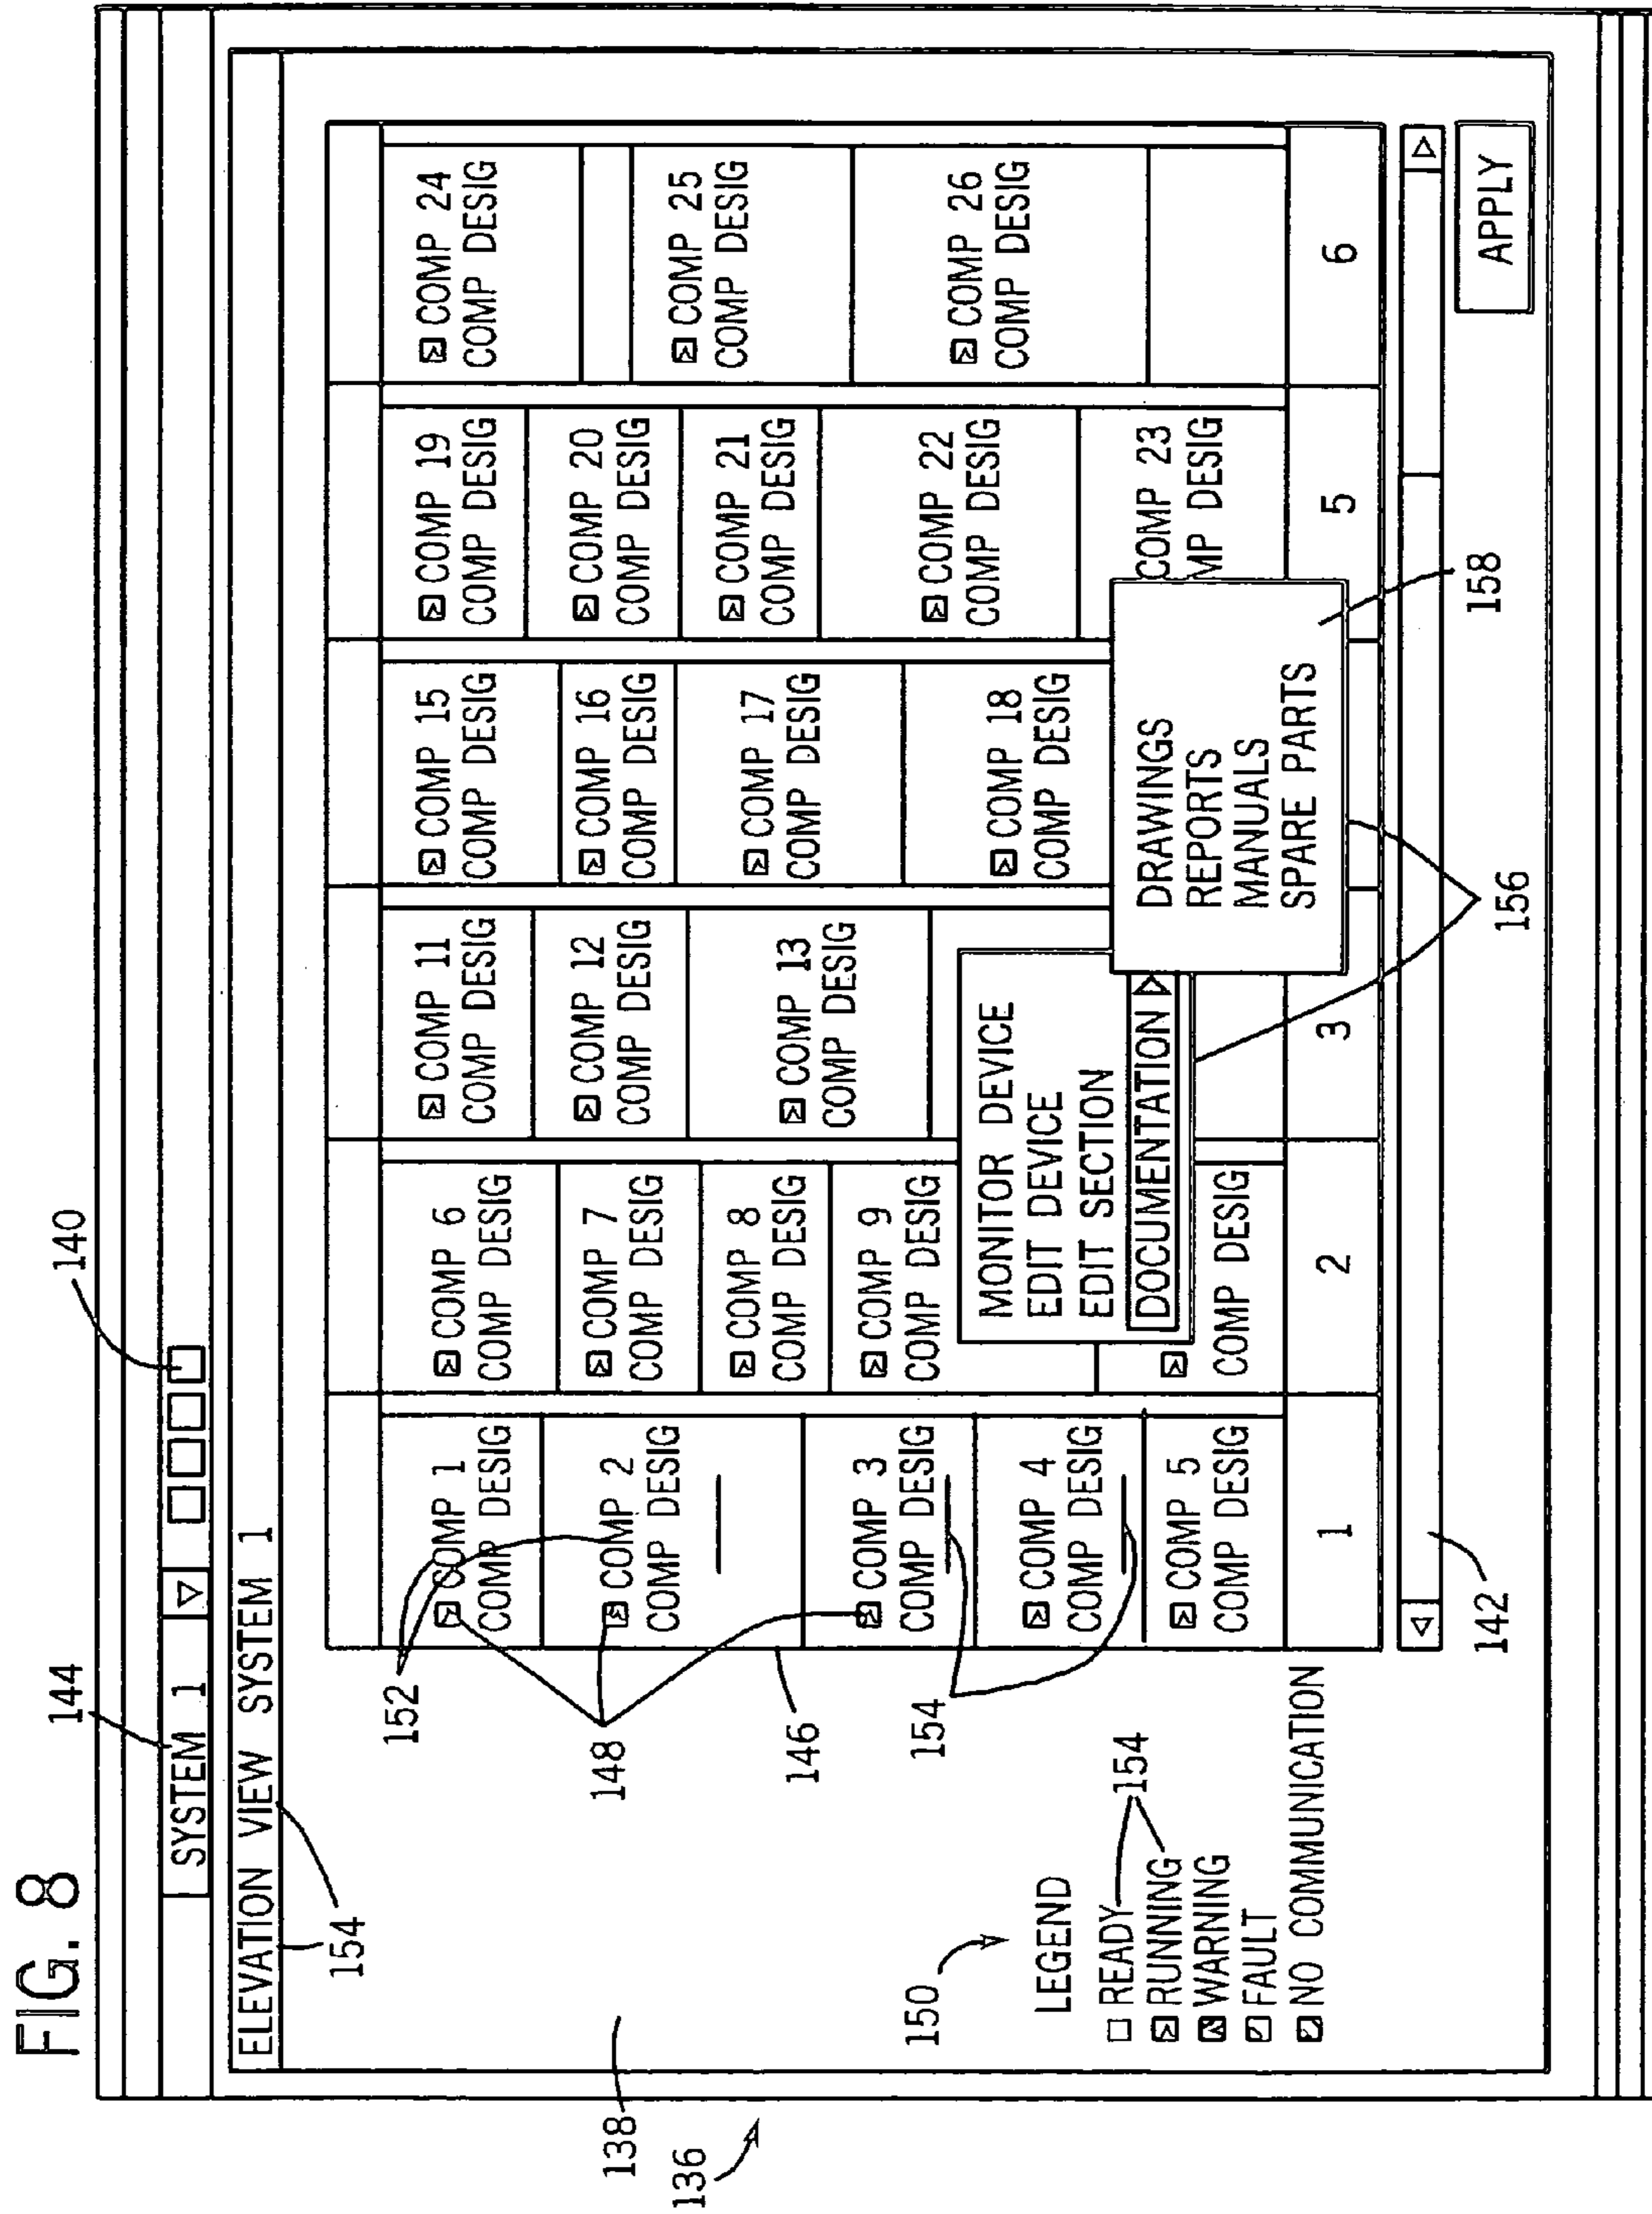 FIG. 8
144
140
SYSTEM 1
ELEVATION VIEW SYSTEM 1
154
138
136
152
148
146
154
150
LEGEND
READY
RUNNING
WARNING
FAULT
NO COMMUNICATION
154
COMP 1
COMP DESIG
COMP 2
COMP DESIG
COMP 3
COMP DESIG
COMP 4
COMP DESIG
COMP 5
COMP DESIG
1
COMP 6
COMP DESIG
COMP 7
COMP DESIG
COMP 8
COMP DESIG
COMP 9
COMP DESIG
COMP DESIG
2
COMP 11
COMP DESIG
COMP 12
COMP DESIG
COMP 13
COMP DESIG
3
MONITOR DEVICE
EDIT DEVICE
EDIT SECTION
DOCUMENTATION
COMP 15
COMP DESIG
COMP 16
COMP DESIG
COMP 17
COMP DESIG
COMP 18
COMP DESIG
DRAWINGS
REPORTS
MANUALS
SPARE PARTS
COMP 19
COMP DESIG
COMP 20
COMP DESIG
COMP 21
COMP DESIG
COMP 22
COMP DESIG
COMP 23
MP DESIG
5
COMP 24
COMP DESIG
COMP 25
COMP DESIG
COMP 26
COMP DESIG
6
142
156
158
APPLY